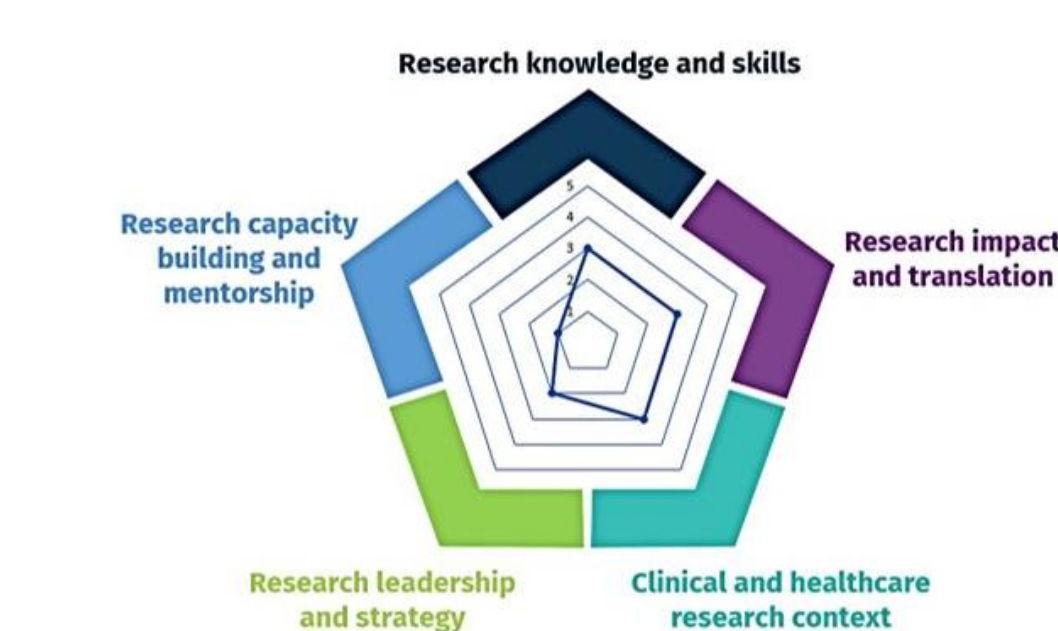 Research knowledge and skills
5
4
3
2
1
Research capacity
building and
mentorship
Research impact
and translation
Research leadership
and strategy
Clinical and healthcare
research context